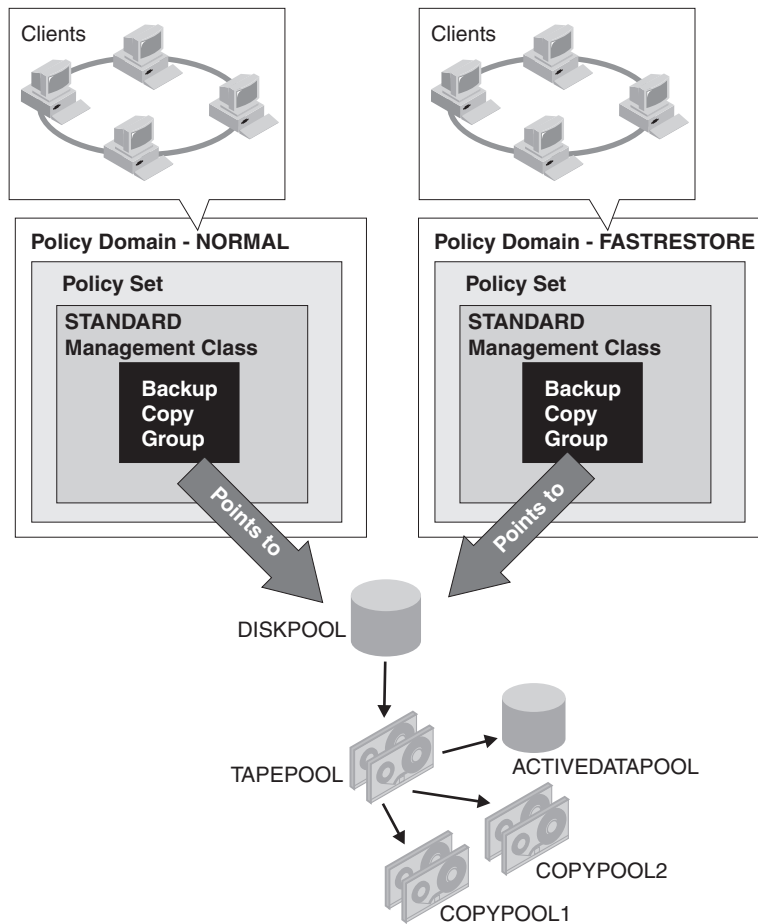 Clients
Clients
Policy Domain - NORMAL
Policy Set
STANDARD
Management Class
Backup
Copy
Group
Points to
Policy Domain - FASTRESTORE
Policy Set
STANDARD
Management Class
Backup
Copy
Group
Points to
DISKPOOL
TAPEPOOL
ACTIVEDATAPOOL
COPYPOOL2
COPYPOOL1